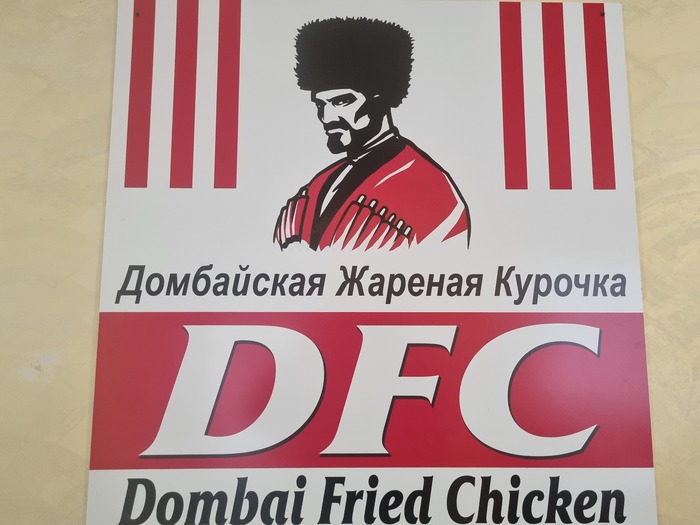 Домбайская Жареная Курочка
DFC
Dombai Fried Chicken